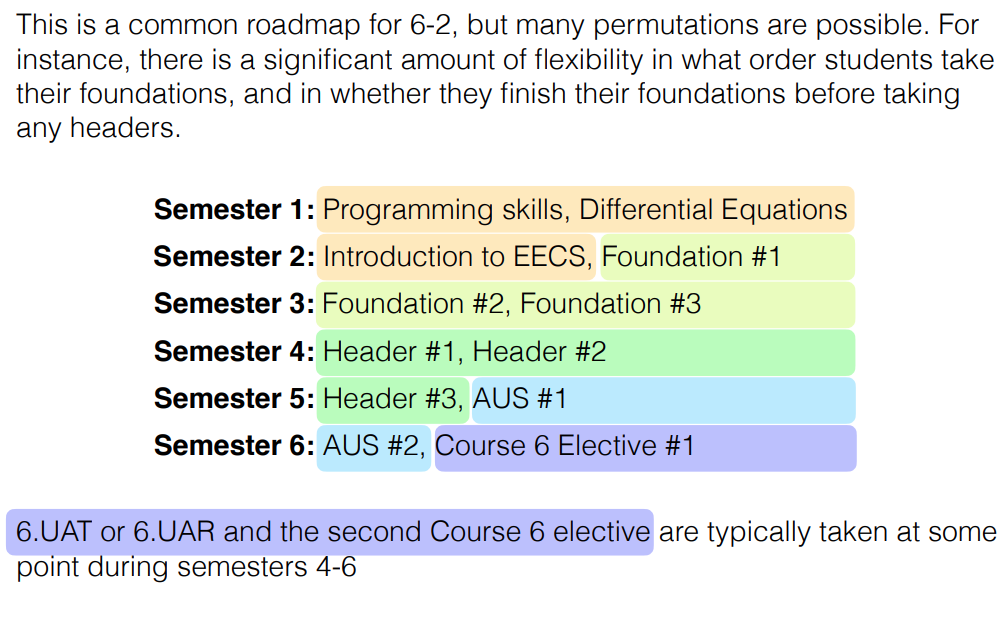 This is a common roadmap for 6-2, but many permutations are possible. For
instance, there is a significant amount of flexibility in what order students take
their foundations, and in whether they finish their foundations before taking
any headers.
Semester 1: Programming skills, Differential Equations
Semester 2: Introduction to EECS, Foundation #1
Semester 3: Foundation #2, Foundation #3
Semester 4: Header #1, Header #2
Semester 5: Header #3, AUS #1
Semester 6: AUS #2, Course 6 Elective #1
6.UAT or 6.UAR and the second Course 6 elective are typically taken at some
point during semesters 4-6